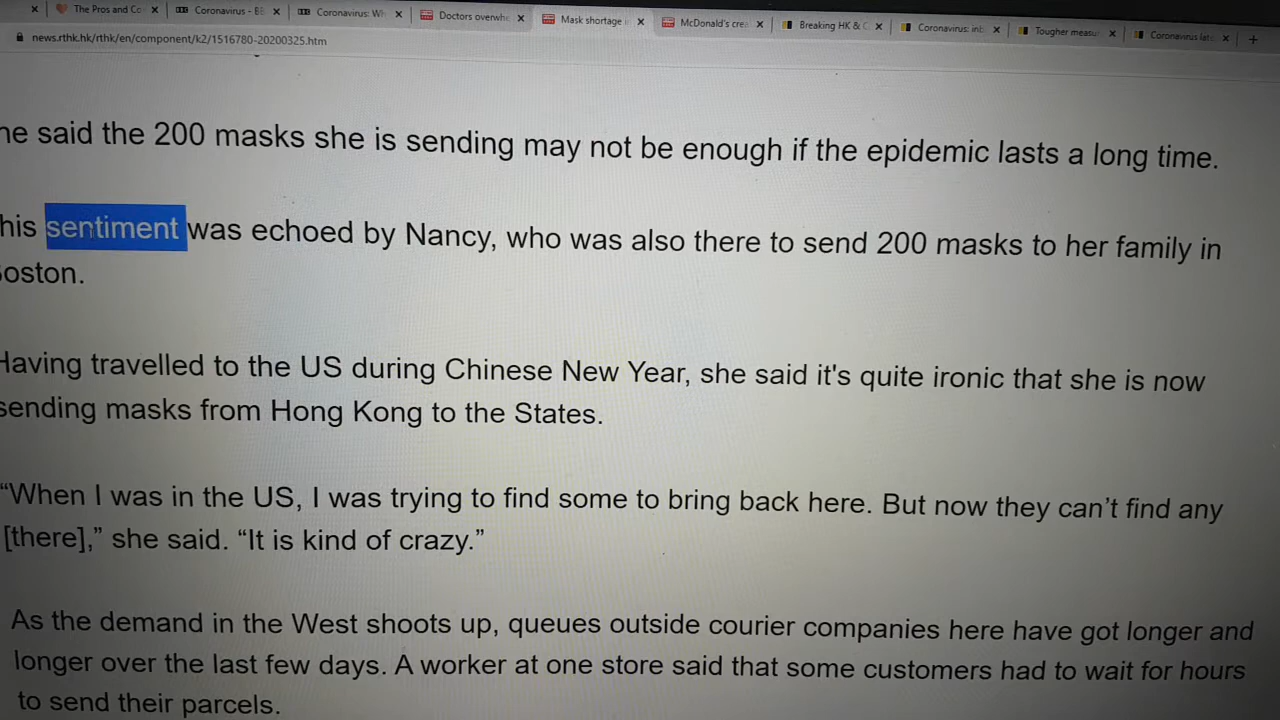 The Pros and Co
Coronavirus - B
Coronavirus: Wh
Doctors overwhe
Mask shortage i
McDonald's crea
Breaking HK & C
Coronavirus: int
Tougher measu
Coronavirus late
news.rthk.hk/rthk/en/component/k2/1516780-20200325.htm
he said the 200 masks she is sending may not be enough if the epidemic lasts a long time.
his sentiment was echoed by Nancy, who was also there to send 200 masks to her family in
oston.
Having travelled to the US during Chinese New Year, she said it's quite ironic that she is now
sending masks from Hong Kong to the States.
“When I was in the US, I was trying to find some to bring back here. But now they can’t find any
[there],” she said. “It is kind of crazy.”
As the demand in the West shoots up, queues outside courier companies here have got longer and
longer over the last few days. A worker at one store said that some customers had to wait for hours
to send their parcels.